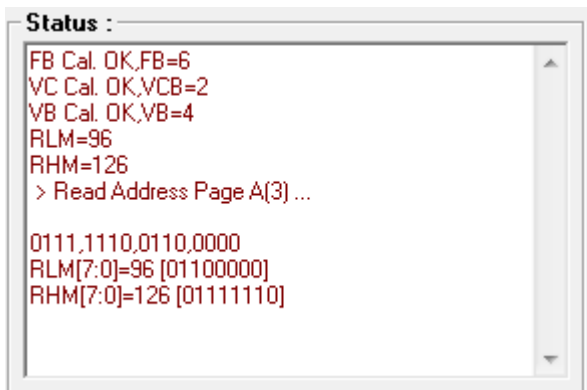 Status :
FB Cal. OK,FB=6
VC Cal. OK,VCB=2
VB Cal. OK,VB=4
RLM=96
RHM=126
> Read Address Page A(3) ...
0111,1110,0110,0000
RLM[7:0]=96 [01100000]
RHM[7:0]=126 [01111110]